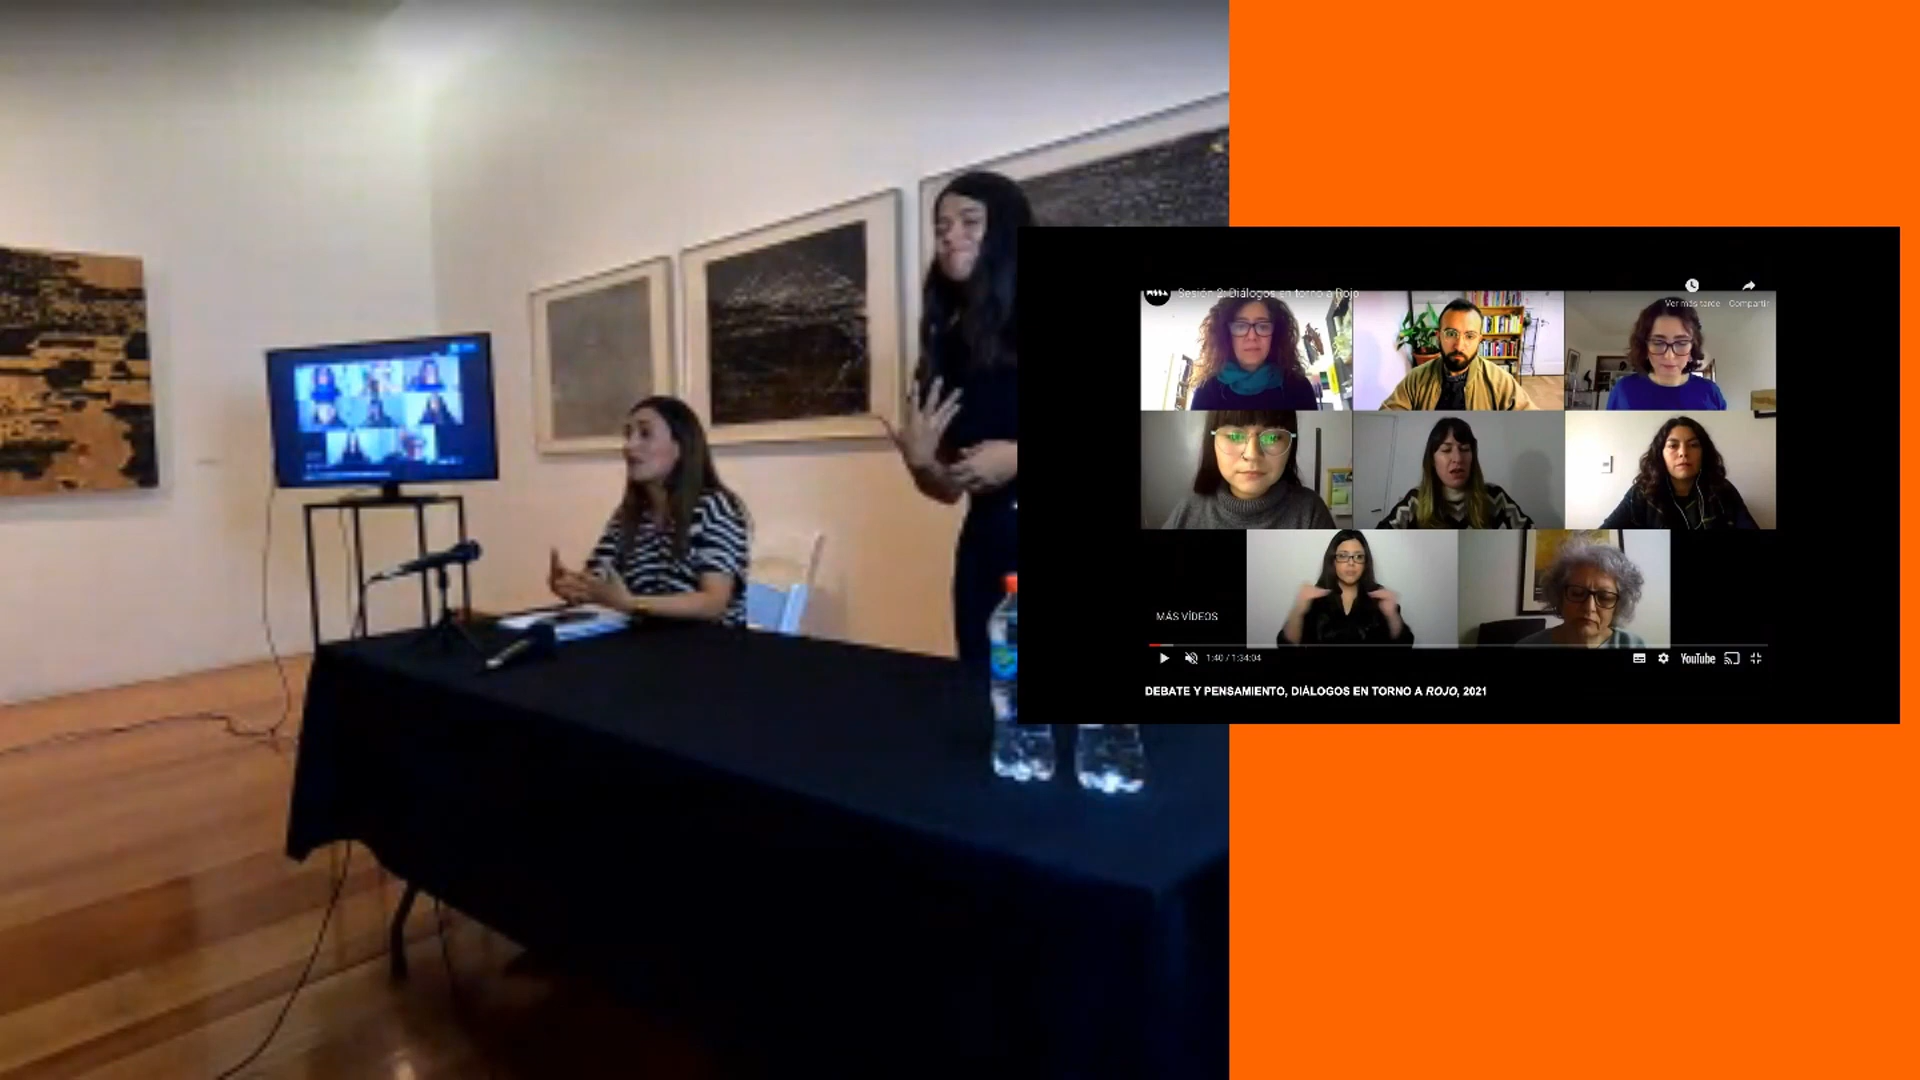 Sesión 2: Diálogos en torno a Rojo
Ver más tarde
Compartir
MÁS VÍDEOS
1:40 / 1:34:04
YouTube
DEBATE Y PENSAMIENTO, DIÁLOGOS EN TORNO A ROJO, 2021